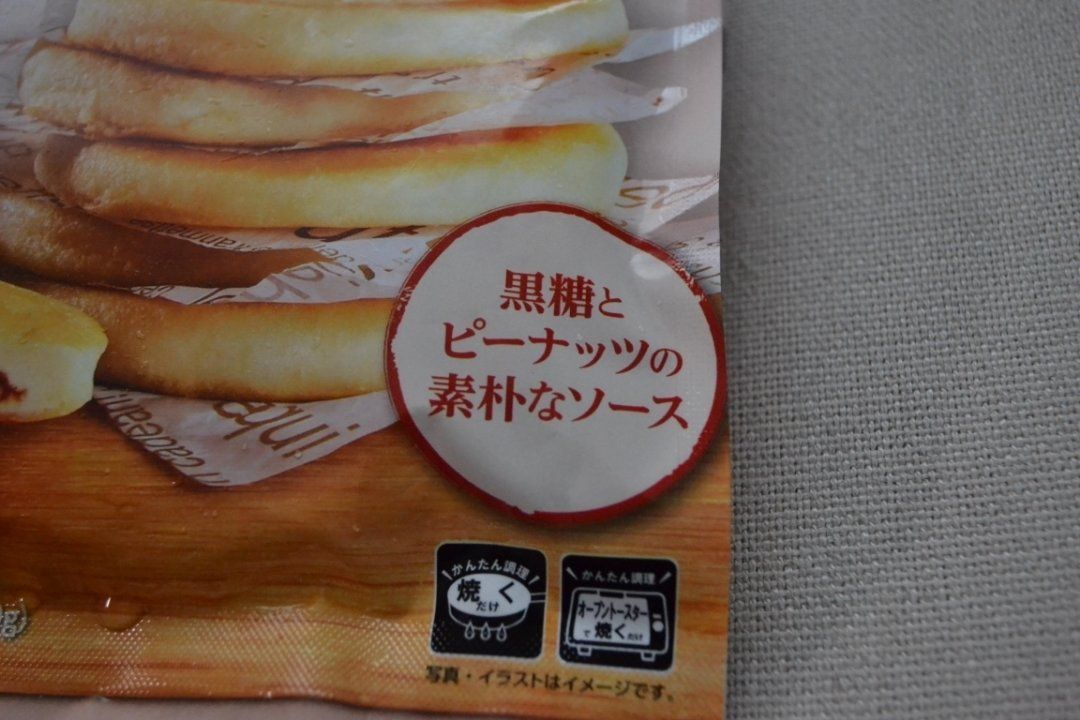 黒糖と
ピーナッツの
素朴なソース
かんたん調理
焼く
だけ
かんたん調理
オーブントースター
で焼くだけ
写真・イラストはイメージです。